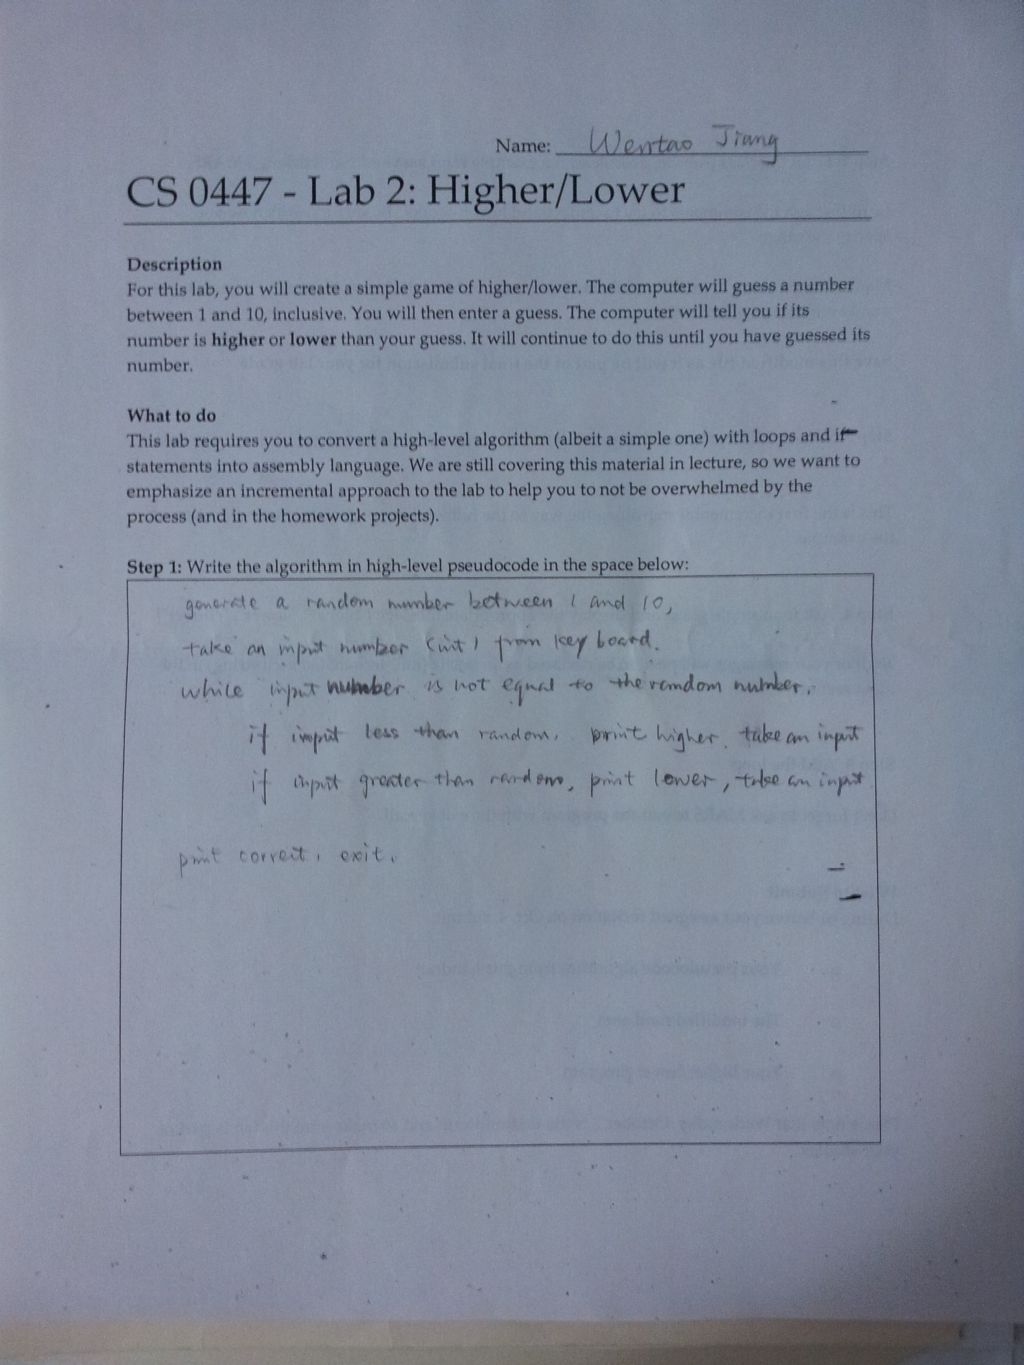 Name: Wentao Jiang
CS 0447 - Lab 2: Higher/Lower
Description
For this lab, you will create a simple game of higher/lower. The computer will guess a number
between 1 and 10, inclusive. You will then enter a guess. The computer will tell you if its
number is higher or lower than your guess. It will continue to do this until you have guessed its
number.
What to do
This lab requires you to convert a high-level algorithm (albeit a simple one) with loops and if
statements into assembly language. We are still covering this material in lecture, so we want to
emphasize an incremental approach to the lab to help you to not be overwhelmed by the
process (and in the homework projects).
Step 1: Write the algorithm in high-level pseudocode in the space below:
generate a random number between 1 and 10,
take an input number (int) from key board.
while input number is not equal to the random number,
if input less than random, print higher, take an input
if input greater than random, print lower, take an input
print correct, exit.